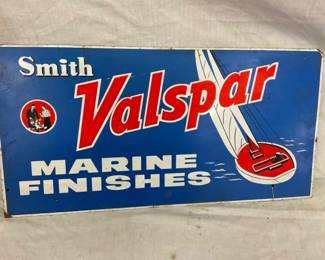 Smith
Valspar
MARINE
FINISHES